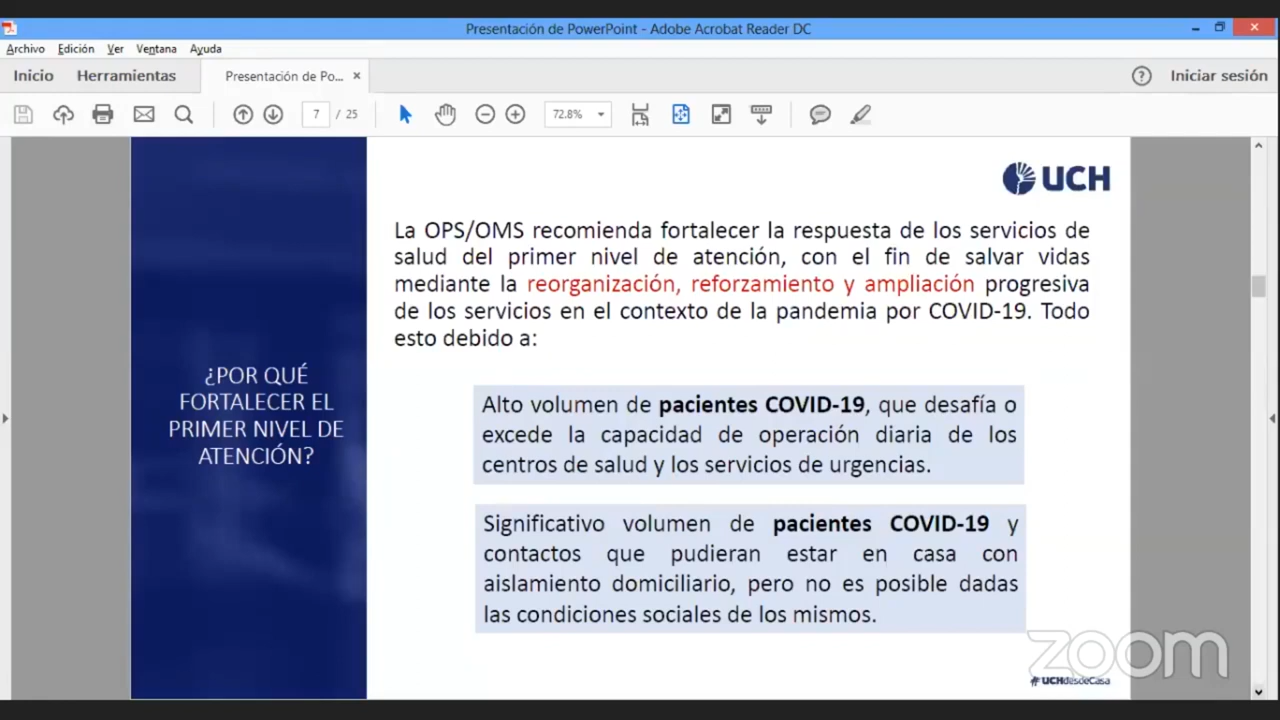 Presentación de PowerPoint - Adobe Acrobat Reader DC
Archivo Edición Ver Ventana Ayuda
Inicio Herramientas Presentación de Po... × ? Iniciar sesión
7 / 25 72.8%
UCH
La OPS/OMS recomienda fortalecer la respuesta de los servicios de
salud del primer nivel de atención, con el fin de salvar vidas
mediante la reorganización, reforzamiento y ampliación progresiva
de los servicios en el contexto de la pandemia por COVID-19. Todo
esto debido a:
¿POR QUÉ
FORTALECER EL
PRIMER NIVEL DE
ATENCIÓN?
Alto volumen de pacientes COVID-19, que desafía o
excede la capacidad de operación diaria de los
centros de salud y los servicios de urgencias.
Significativo volumen de pacientes COVID-19 y
contactos que pudieran estar en casa con
aislamiento domiciliario, pero no es posible dadas
las condiciones sociales de los mismos.
zoom
#UCHdesdeCasa